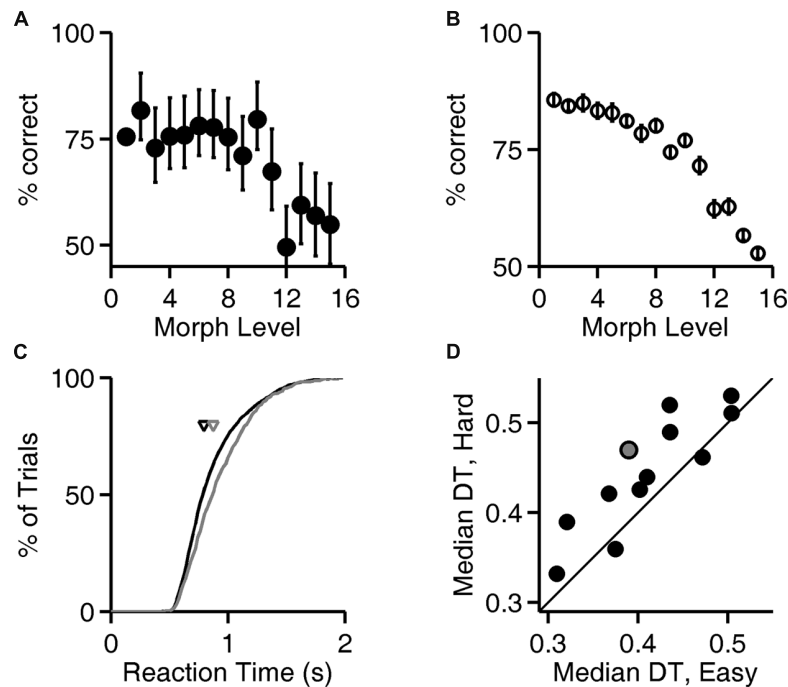 A
B
100
75
50
% correct
0
4
8
12
16
Morph Level
100
75
50
% correct
0
4
8
12
16
Morph Level
C
D
100
50
0
% of Trials
0
1
2
Reaction Time (s)
0.5
0.4
0.3
Median DT, Hard
0.3
0.4
0.5
Median DT, Easy